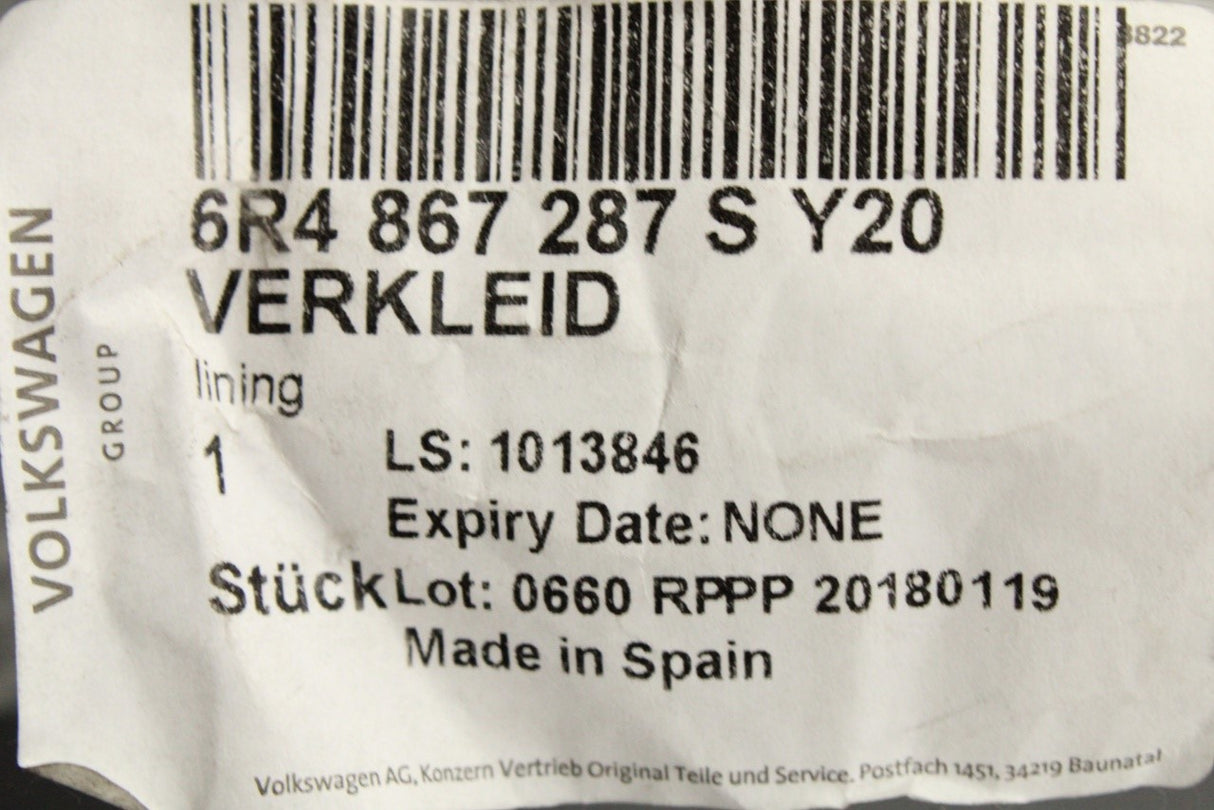 6R4 867 287 S Y20
VERKLEID
lining
1
LS: 1013846
Expiry Date: NONE
Stück
Lot: 0660 RPPP 20180119
Made in Spain
VOLKSWAGEN
GROUP
Volkswagen AG, Konzern Vertrieb Original Teile und Service. Postfach 1451, 34219 Baunatal